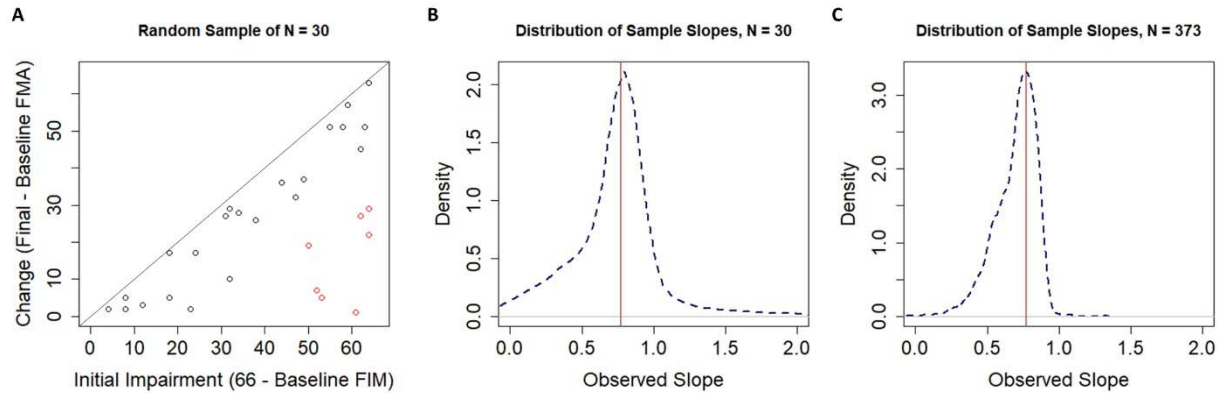 A
Random Sample of N = 30
Change (Final - Baseline FMA)
50
30
10
0
0 10 20 30 40 50 60
Initial Impairment (66 - Baseline FIM)
B
Distribution of Sample Slopes, N = 30
Density
2.0
1.5
1.0
0.5
0.0
0.0 0.5 1.0 1.5 2.0
Observed Slope
C
Distribution of Sample Slopes, N = 373
Density
3.0
2.0
1.0
0.0
0.0 0.5 1.0 1.5 2.0
Observed Slope